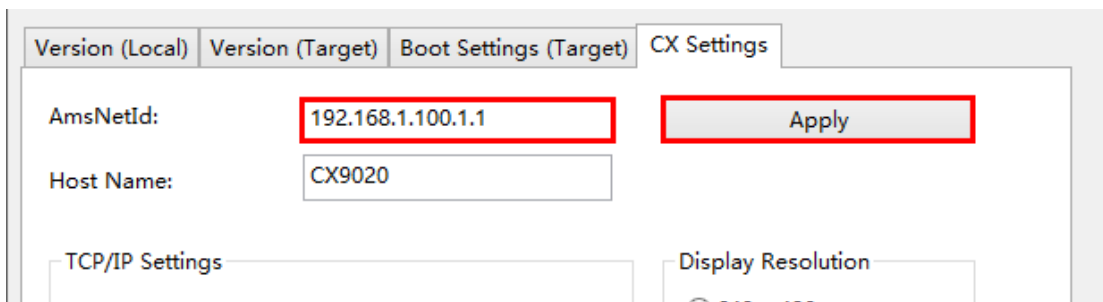 Version (Local) Version (Target) Boot Settings (Target) CX Settings
AmsNetId: 192.168.1.100.1.1 Apply
Host Name: CX9020
TCP/IP Settings Display Resolution